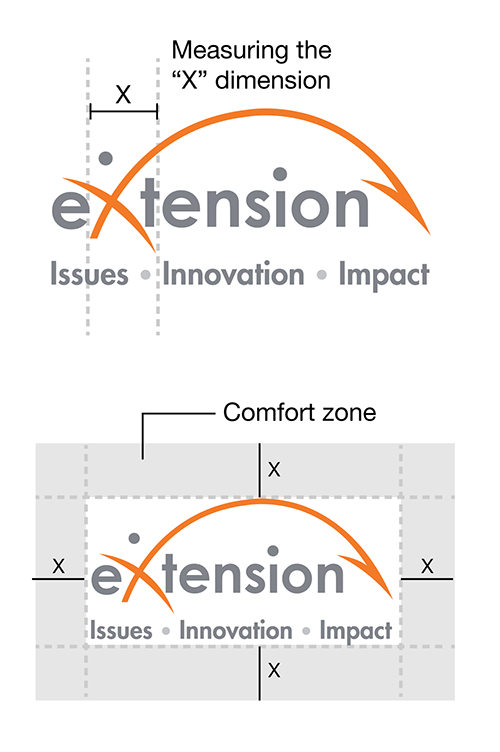 Measuring the
“X” dimension
X
eXtension
Issues • Innovation • Impact
Comfort zone
X
X
X
eXtension
Issues • Innovation • Impact
X